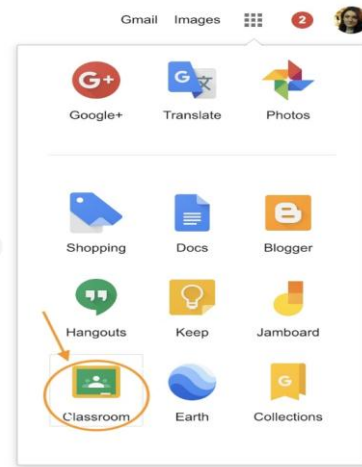 Gmail Images 2
G+ G
Google+ Translate Photos
Shopping Docs Blogger
Hangouts Keep Jamboard
G
Classroom Earth Collections